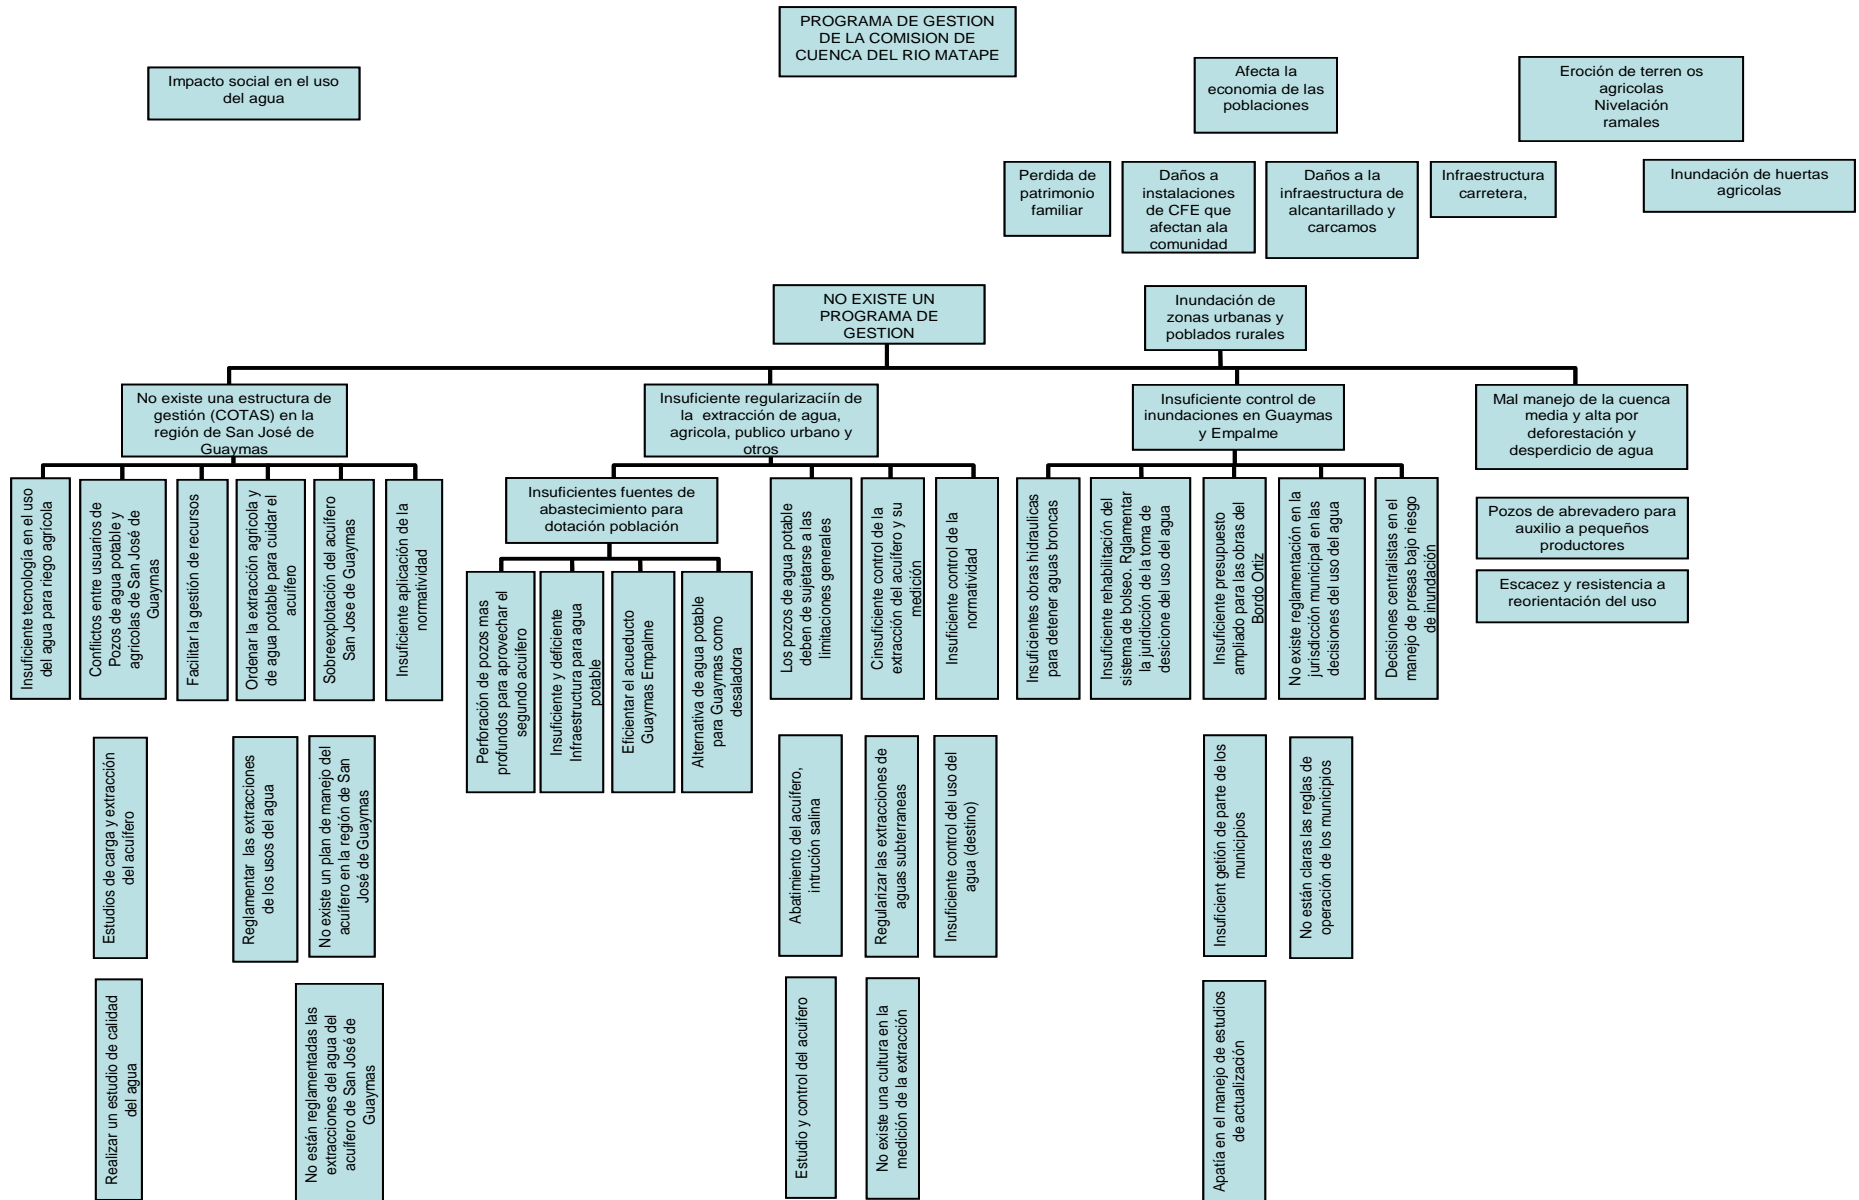 PROGRAMA DE GESTION
DE LA COMISION DE
CUENCA DEL RIO MATAPE
Impacto social en el uso
del agua
Afecta la
economia de las
poblaciones
Eroción de terren os
agricolas
Nivelación
ramales
Perdida de
patrimonio
familiar
Daños a
instalaciones
de CFE que
afectan ala
comunidad
Daños a la
infraestructura de
alcantarillado y
carcamos
Infraestructura
carretera,
Inundación de huertas
agricolas
NO EXISTE UN
PROGRAMA DE
GESTION
Inundación de
zonas urbanas y
poblados rurales
No existe una estructura de
gestión (COTAS) en la
región de San José de
Guaymas
Insuficiente regularizaciín de
la  extracción de agua,
agricola, publico urbano y
otros
Insuficiente control de
inundaciones en Guaymas
y Empalme
Mal manejo de la cuenca
media y alta por
deforestación y
desperdicio de agua
Insuficiente tecnología en el uso
del agua para riego agrícola
Conflictos entre usuarios de
Pozos de agua potable y
agrícolas de San José de
Guaymas
Facilitar la gestión de recursos
Ordenar la extracción agrícola y
de agua potable para cuidar el
acuífero
Sobreexplotación del acuífero
San Jose de Guaymas
Insuficiente aplicación de la
normatividad
Insuficientes fuentes de
abastecimiento para
dotación población
Los pozos de agua potable
deben de sujetarse a las
limitaciones generales
Cinsuficiente control de la
extracción del acuífero y su
medición
Insuficiente control de la
normatividad
Insuficientes obras hidraulicas
para detener aguas broncas
Insuficiente rehabilitación del
sistema de bolseo. Rglamentar
la juridicción de la toma de
desicione del uso del agua
Insuficiente presupuesto
ampliado para las obras del
Bordo Ortiz
No existe reglamentación en la
jurisdicción municipal en las
decisiones del uso del agua
Decisiones centralistas en el
manejo de presas bajo riesgo
de inundación
Pozos de abrevadero para
auxilio a pequeños
productores
Escacez y resistencia a
reorientación del uso
Perforación de pozos mas
profundos para aprovechar el
segundo acuífero
Insuficiente y deficiente
Infraestructura para agua
potable
Eficientar el acueducto
Guaymas Empalme
Alternativa de agua potable
para Guaymas como
desaladora
Estudios de carga y extracción
del acuífero
Reglamentar  las extracciones
de los usos del agua
No existe un plan de manejo del
acuífero en la región de San
José de Guaymas
Abatimiento del acuífero,
intrución salina
Regularizar las extracciones de
aguas subterraneas
Insuficiente control del uso del
agua (destino)
Insuficient getión de parte de los
municipios
No están claras las reglas de
operación de los municipios
Realizar un estudio de calidad
del agua
No están reglamentadas las
extracciones del agua del
acuífero de San José de
Guaymas
Estudio y control del acuifero
No existe una cultura en la
medición de la extracción
Apatía en el manejo de estudios
de actualización